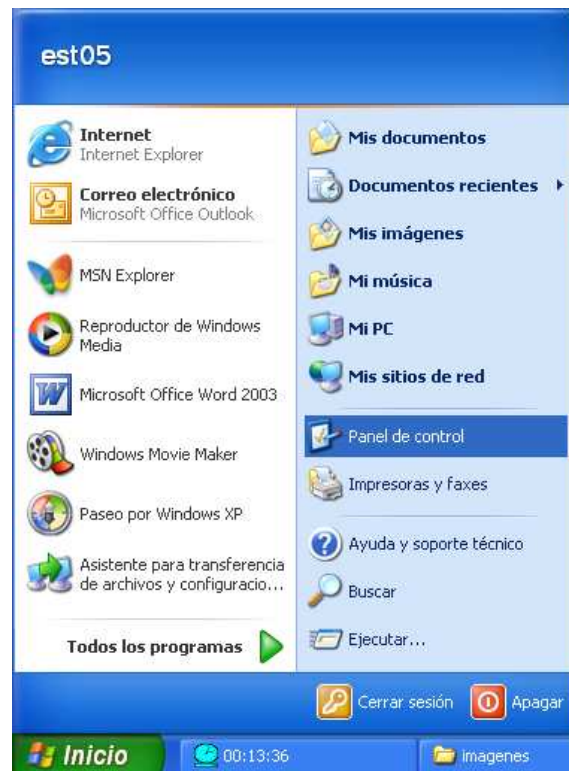 est05
Internet
Internet Explorer
Correo electrónico
Microsoft Office Outlook
MSN Explorer
Reproductor de Windows
Media
Microsoft Office Word 2003
Windows Movie Maker
Paseo por Windows XP
Asistente para transferencia
de archivos y configuracio...
Todos los programas
Mis documentos
Documentos recientes
Mis imágenes
Mi música
Mi PC
Mis sitios de red
Panel de control
Impresoras y faxes
Ayuda y soporte técnico
Buscar
Ejecutar...
Cerrar sesión
Apagar
Inicio
00:13:36
imagenes